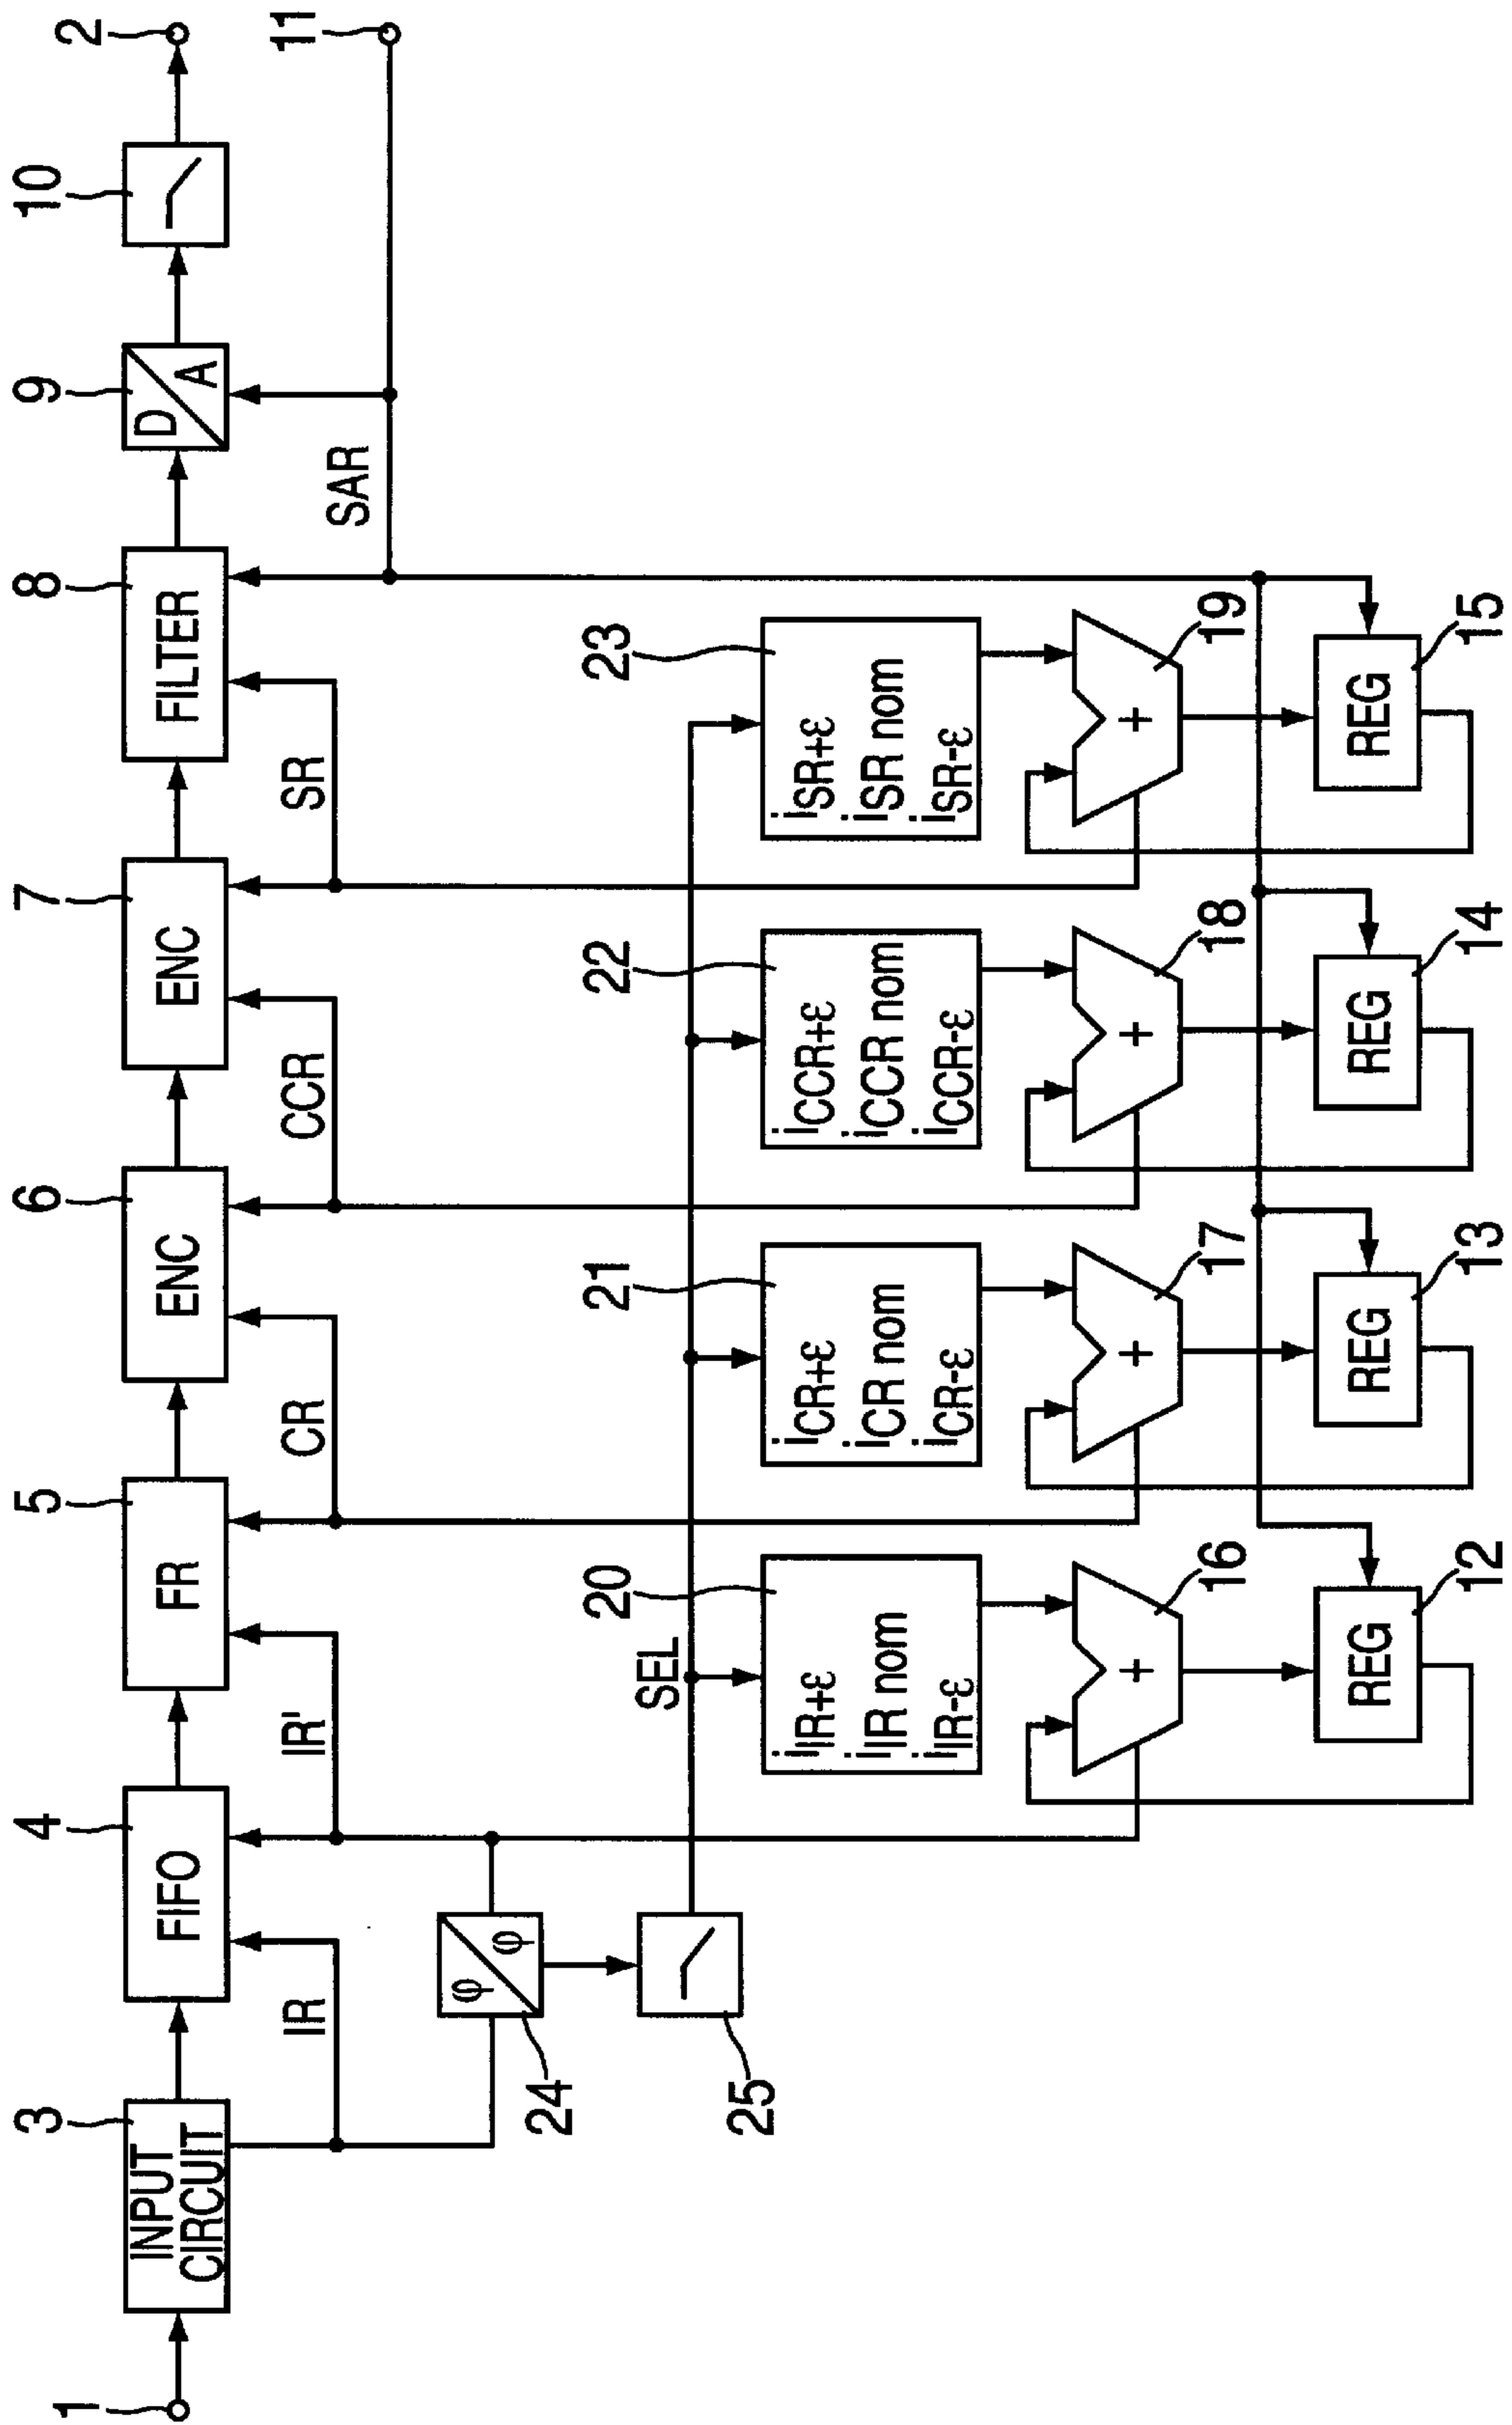 1
3
4
5
6
7
8
9
10
2
11
INPUT
CIRCUIT
FIFO
FR
ENC
ENC
FILTER
D
A
IR
IR'
CR
CCR
SR
SAR
24
φ
φ
25
SEL
20
iIR+ε
iIR nom
iIR-ε
21
iCR+ε
iCR nom
iCR-ε
22
iCCR+ε
iCCR nom
iCCR-ε
23
iSR+ε
iSR nom
iSR-ε
+
16
+
17
+
18
+
19
REG
12
REG
13
REG
14
REG
15